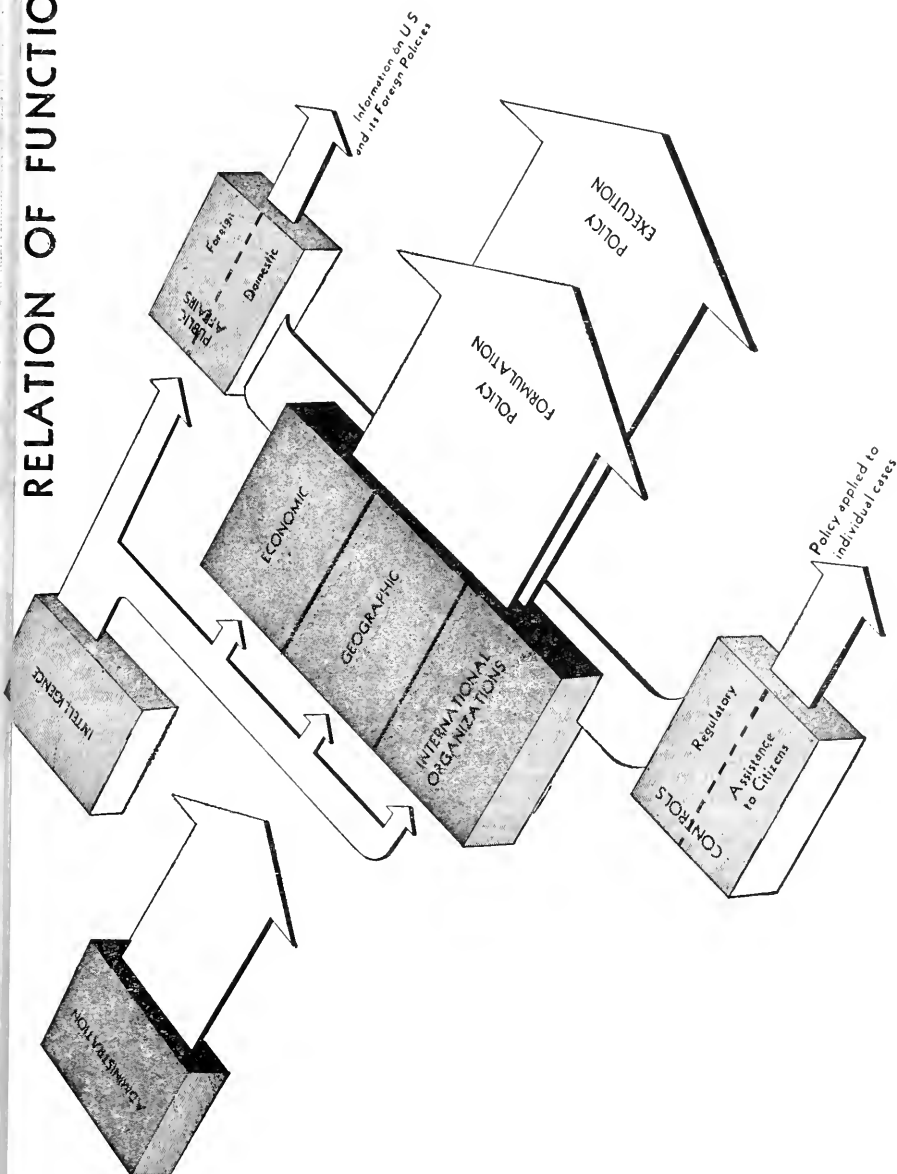 RELATION OF FUNCTIO
INTELLIGENCE
ADMINISTRATION
PUBLIC
AFFAIRS
Foreign
Domestic
Information on U S
and its Foreign Policies
ECONOMIC
GEOGRAPHIC
INTERNATIONAL
ORGANIZATIONS
POLICY
FORMULATION
POLICY
EXECUTION
CONTROLS
Regulatory
Assistance
to Citizens
Policy applied to
individual cases